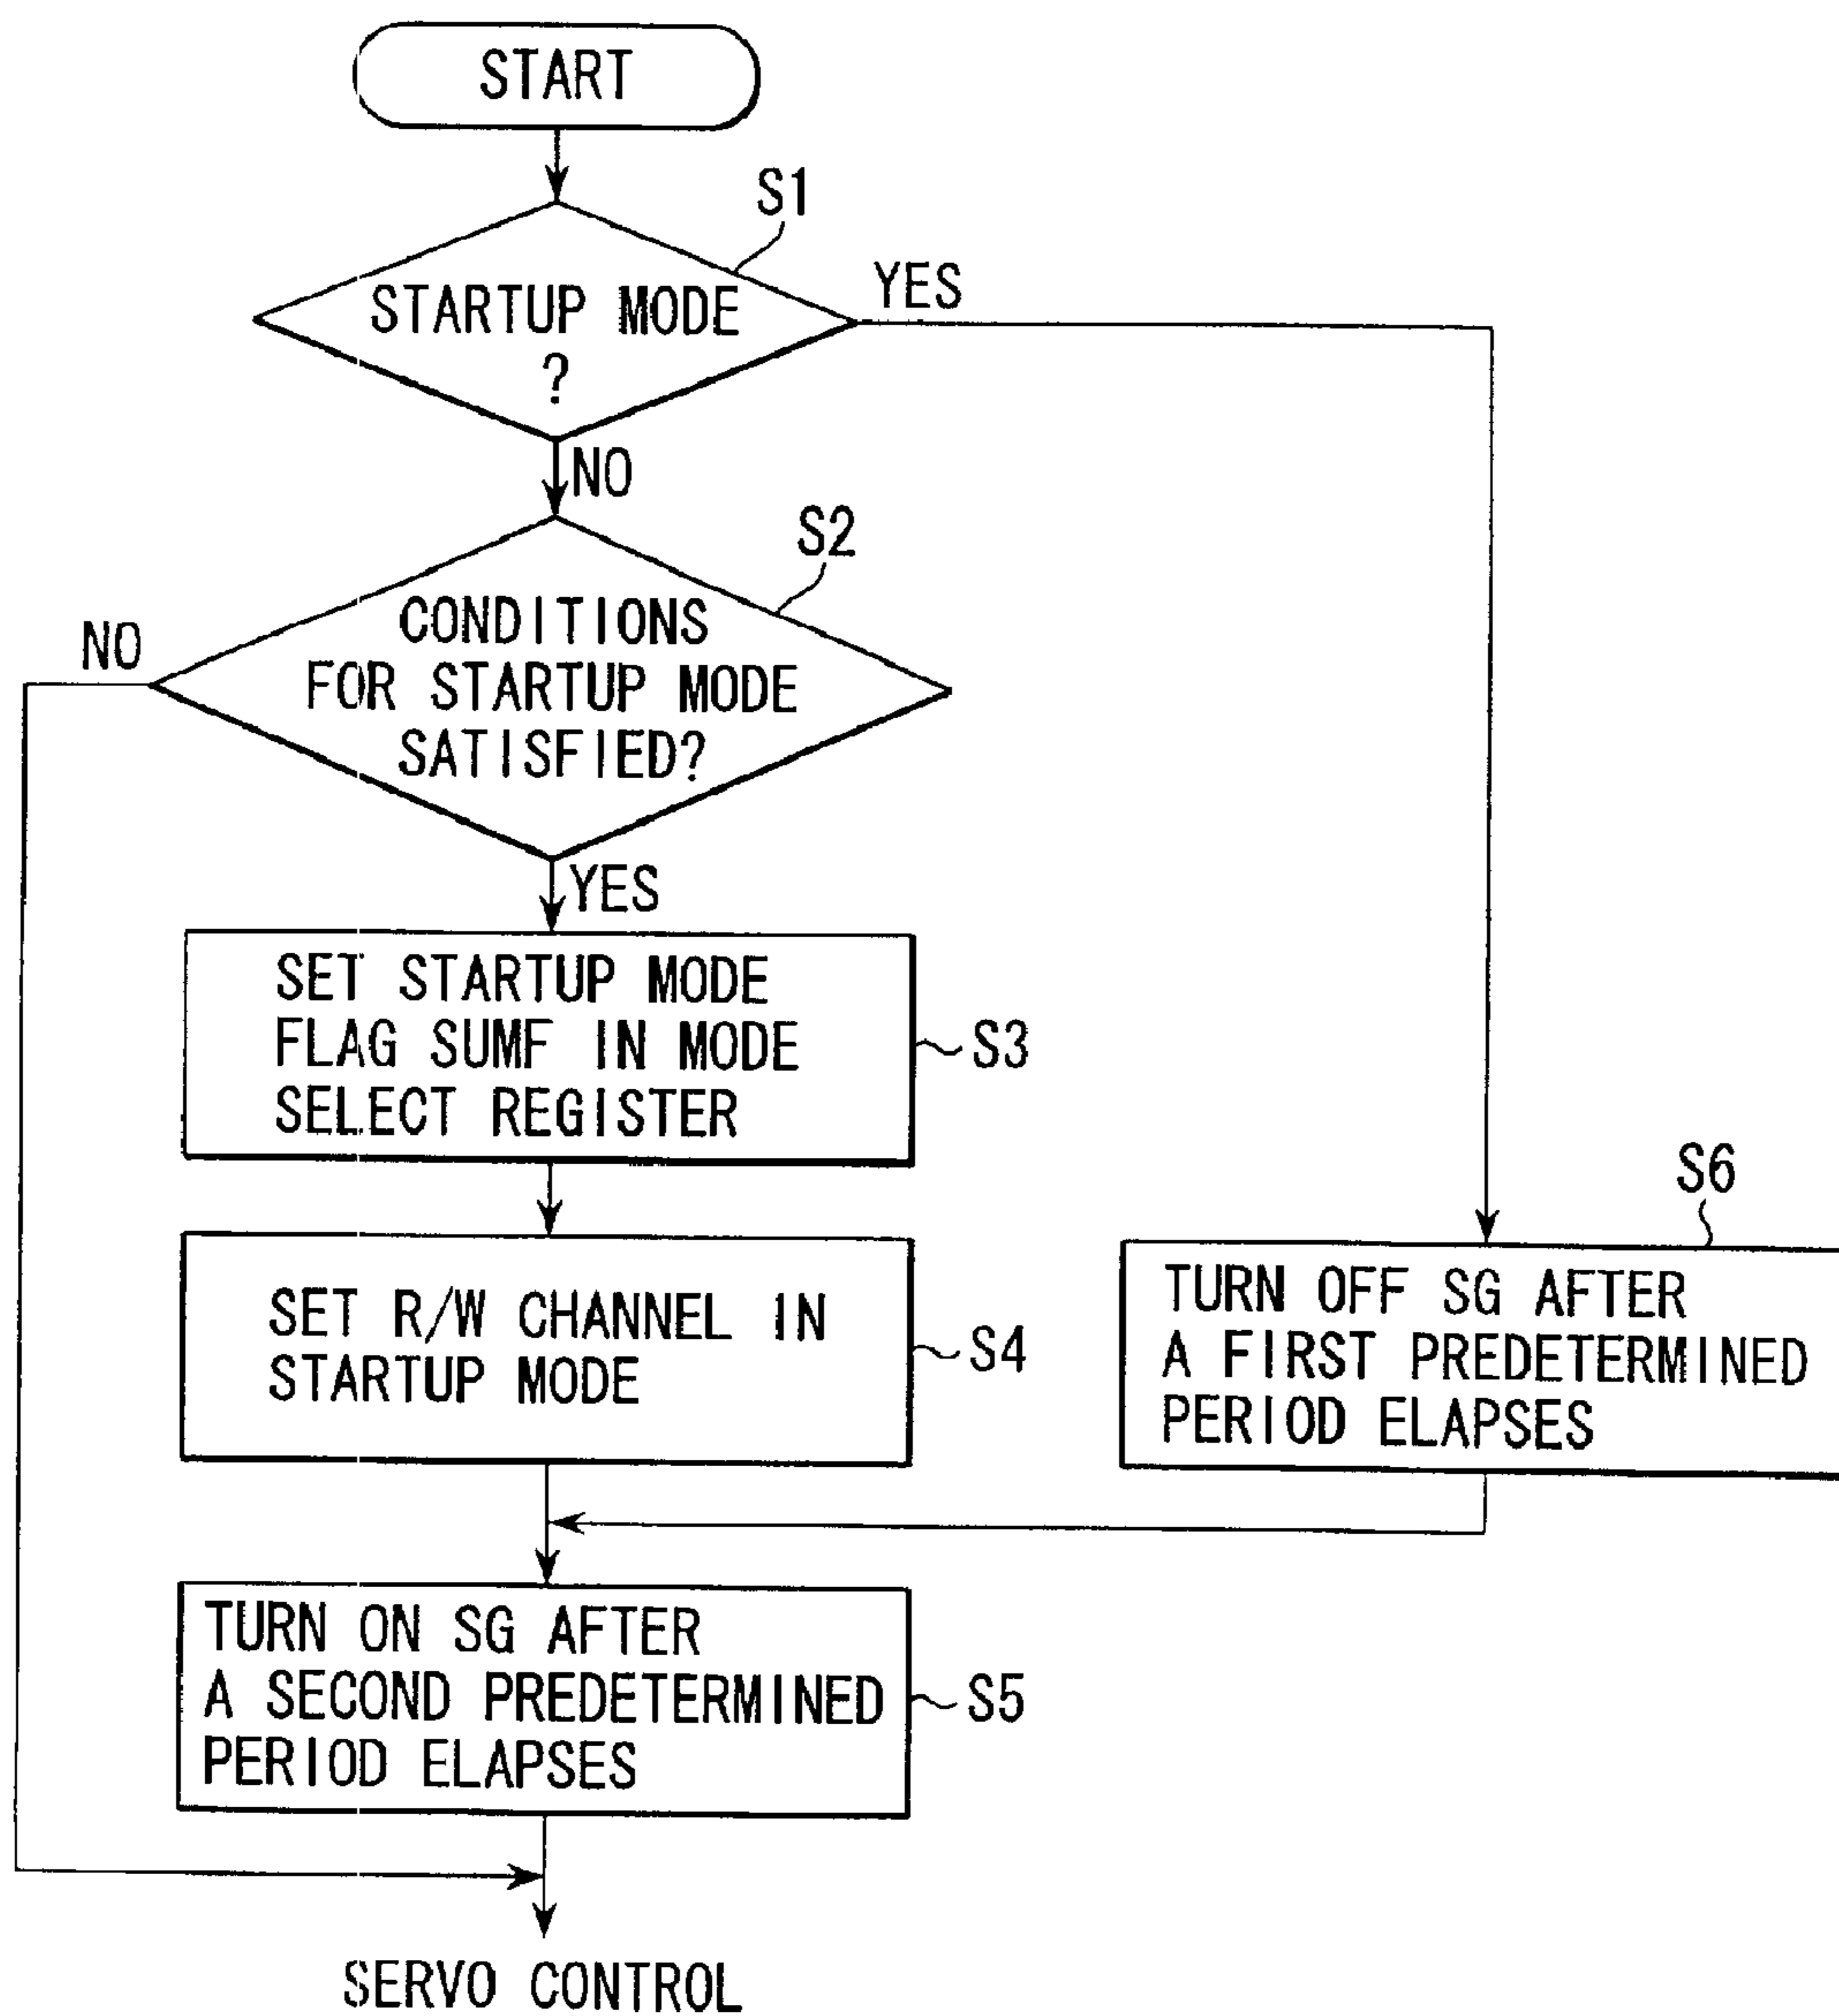 START
S1
STARTUP MODE
?
YES
NO
S2
CONDITIONS
FOR STARTUP MODE
SATISFIED?
NO
YES
SET STARTUP MODE
FLAG SUMF IN MODE
SELECT REGISTER
S3
SET R/W CHANNEL IN
STARTUP MODE
S4
S6
TURN OFF SG AFTER
A FIRST PREDETERMINED
PERIOD ELAPSES
TURN ON SG AFTER
A SECOND PREDETERMINED
PERIOD ELAPSES
S5
SERVO CONTROL